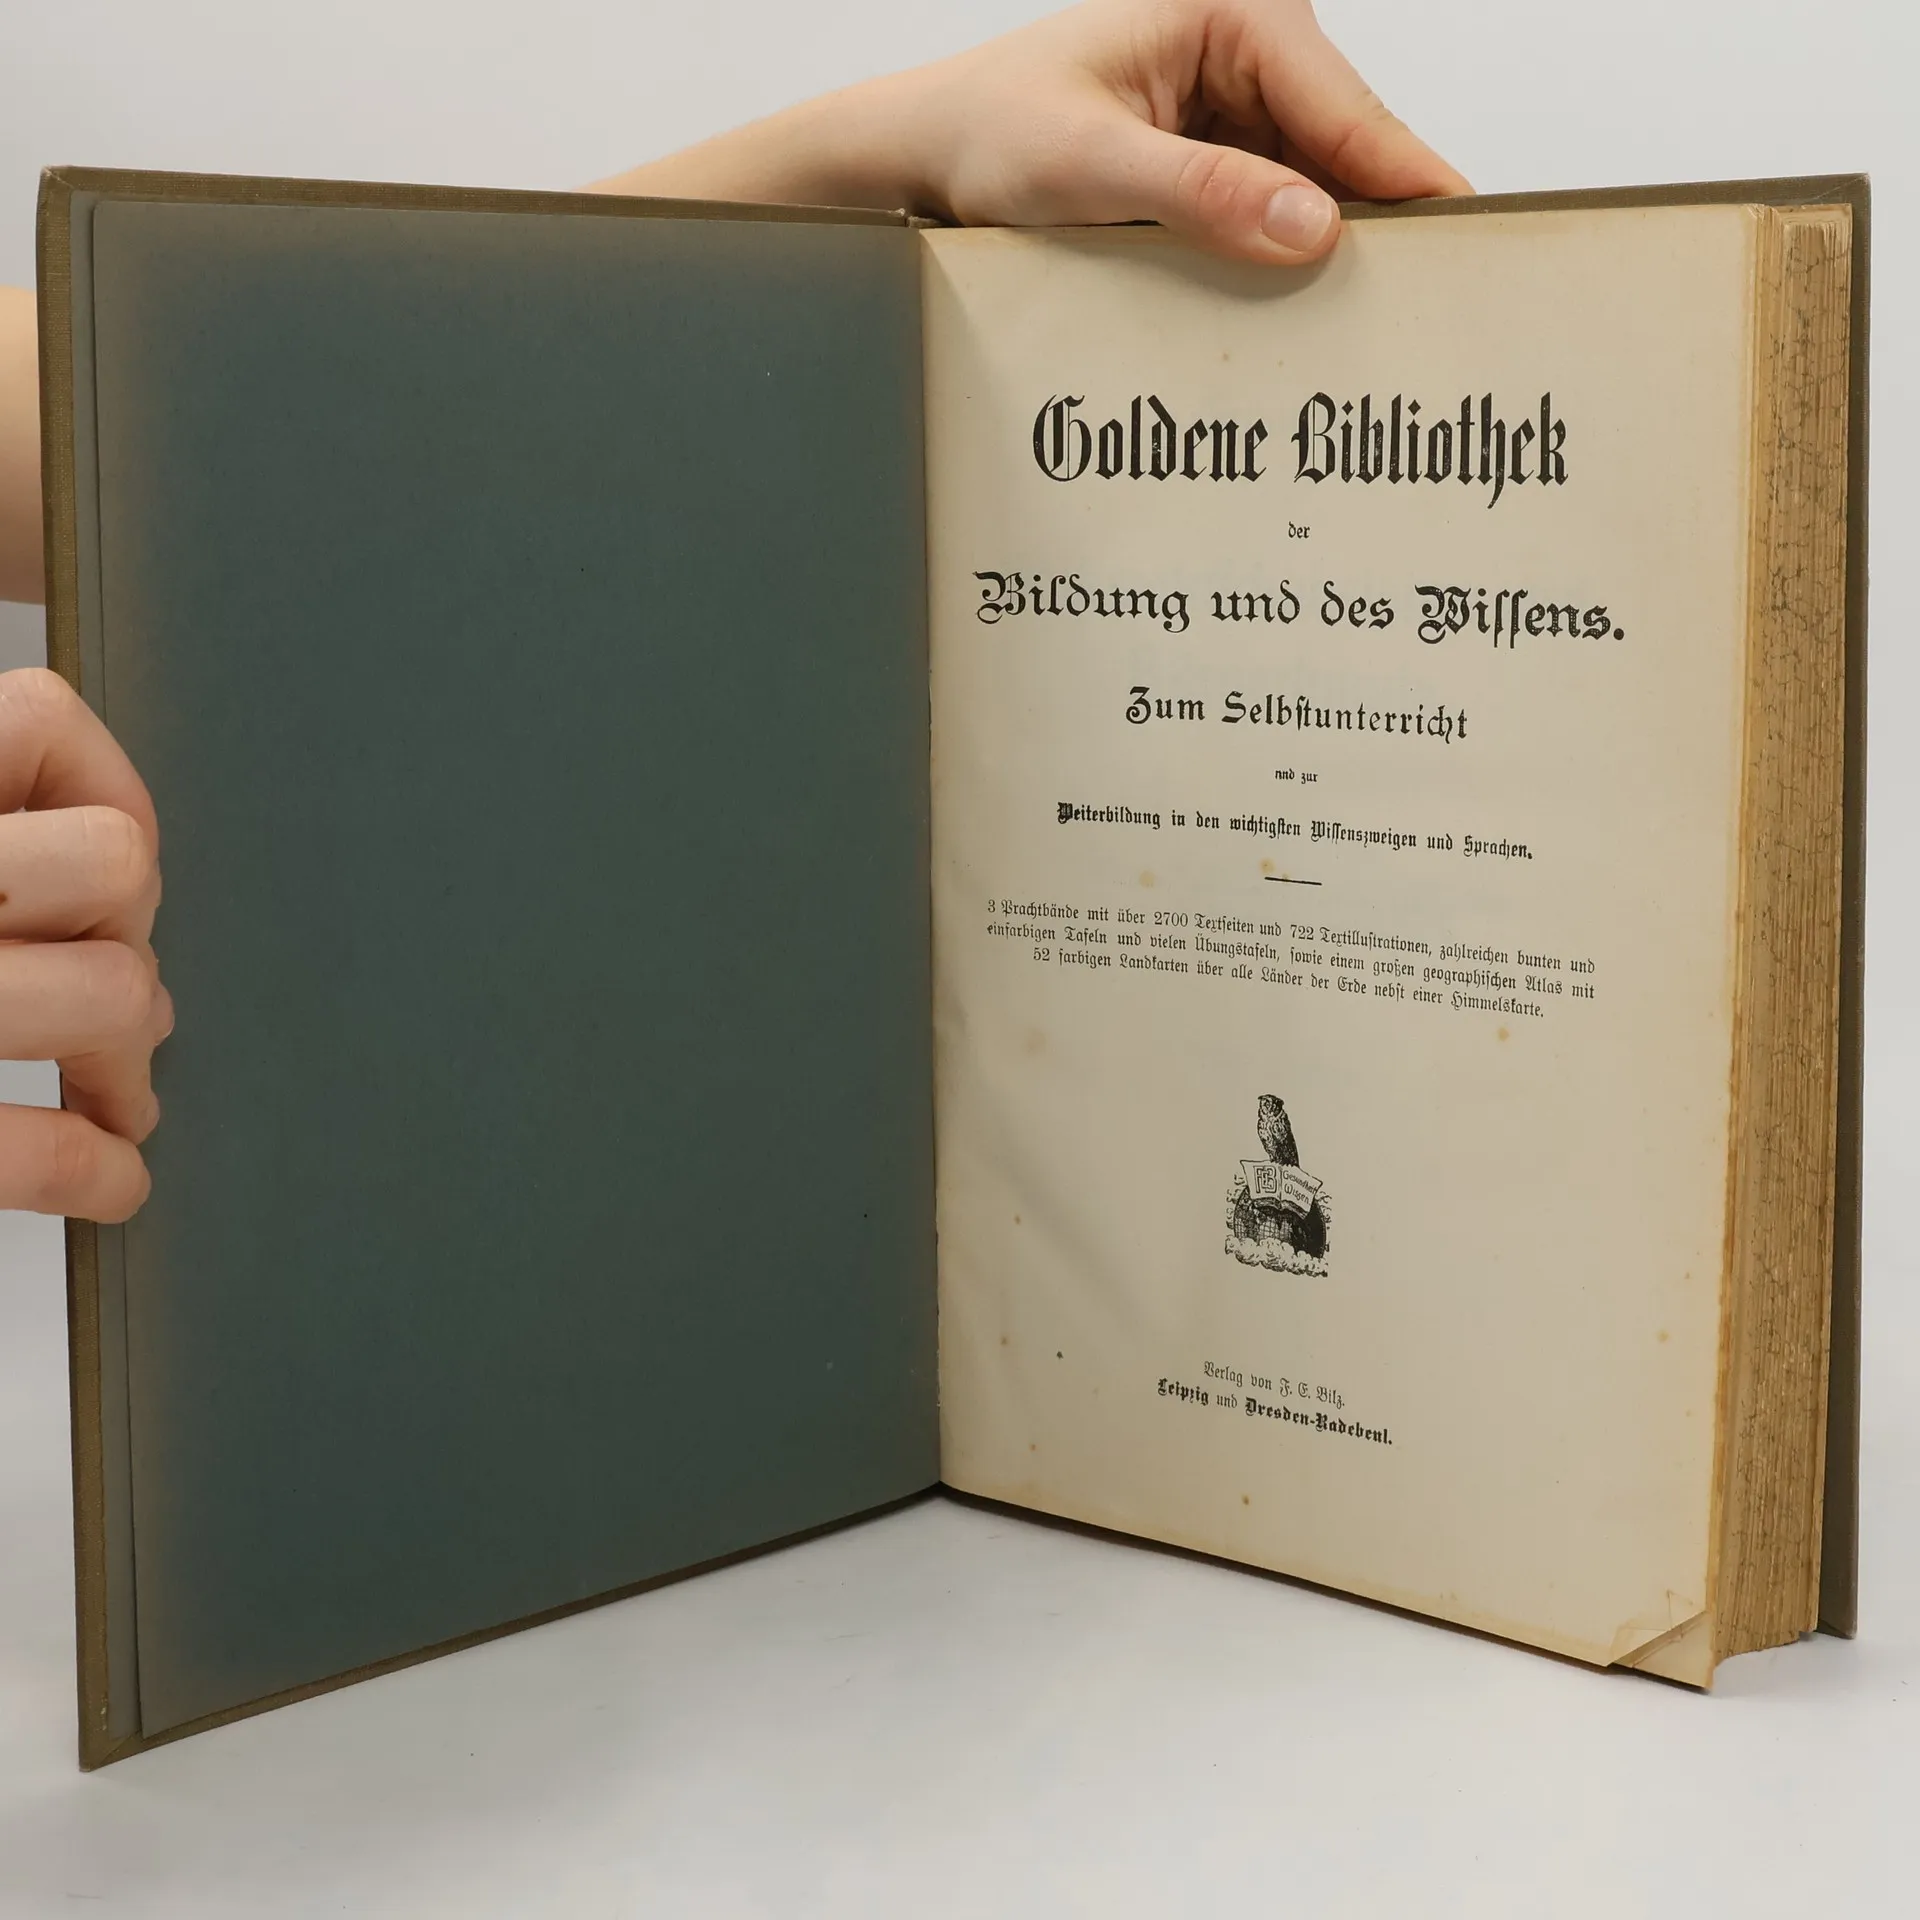 Goldene Bibliothek
der
Bildung und des Wissens.
Zum Selbstunterricht
und zur
Weiterbildung in den wichtigsten Wissenszweigen und Sprachen.
3 Prachtbände mit über 2700 Textseiten und 722 Textillustrationen, zahlreichen bunten und
einfarbigen Tafeln und vielen Übungstafeln, sowie einem großen geographischen Atlas mit
52 farbigen Landkarten über alle Länder der Erde nebst einer Himmelskarte.
FEB
Gesundheit
Wissen
Verlag von F. E. Bilz.
Leipzig und Dresden-Radebeul.